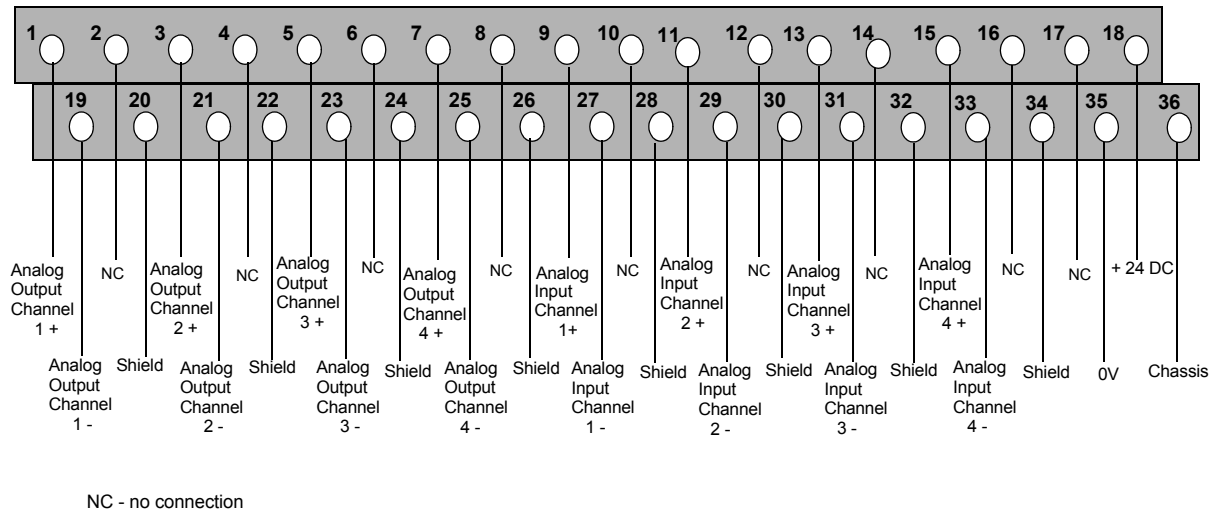 1 2 3 4 5 6 7 8 9 10 11 12 13 14 15 16 17 18
19 20 21 22 23 24 25 26 27 28 29 30 31 32 33 34 35 36
Analog
Output
Channel
1 +
NC
Analog
Output
Channel
2 +
NC
Analog
Output
Channel
3 +
NC
Analog
Output
Channel
4 +
NC
Analog
Input
Channel
1+
NC
Analog
Input
Channel
2 +
NC
Analog
Input
Channel
3 +
NC
Analog
Input
Channel
4 +
NC
NC
+ 24 DC
Analog
Output
Channel
1 -
Shield
Analog
Output
Channel
2 -
Shield
Analog
Output
Channel
3 -
Shield
Analog
Output
Channel
4 -
Shield
Analog
Input
Channel
1 -
Shield
Analog
Input
Channel
2 -
Shield
Analog
Input
Channel
3 -
Shield
Analog
Input
Channel
4 -
Shield
0V
Chassis
NC - no connection